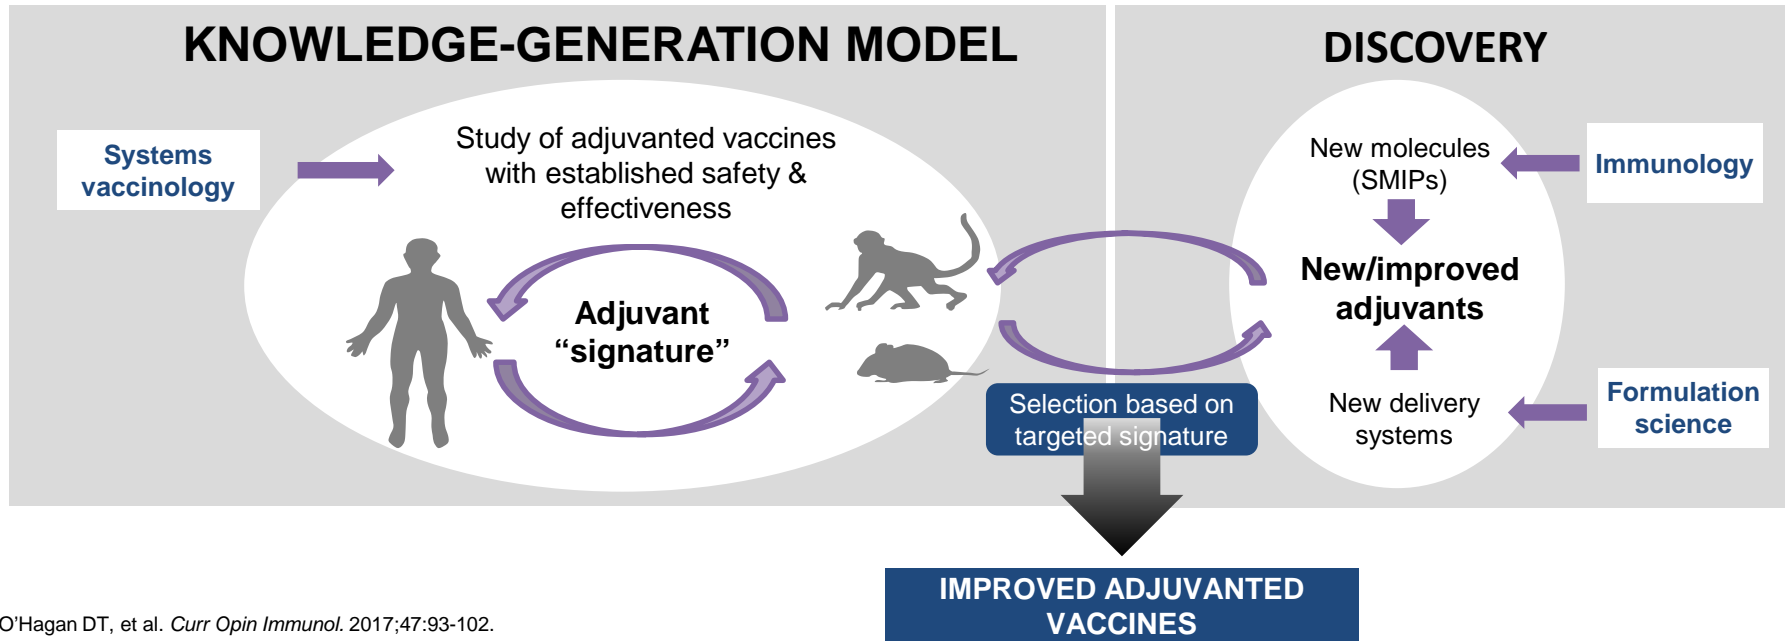 KNOWLEDGE-GENERATION MODEL
DISCOVERY
Systems
vaccinology
Study of adjuvanted vaccines
with established safety &
effectiveness
Adjuvant
“signature”
New molecules
(SMIPs)
Immunology
New/improved
adjuvants
New delivery
systems
Formulation
science
Selection based on
targeted signature
IMPROVED ADJUVANTED
VACCINES
O'Hagan DT, et al. Curr Opin Immunol. 2017;47:93-102.